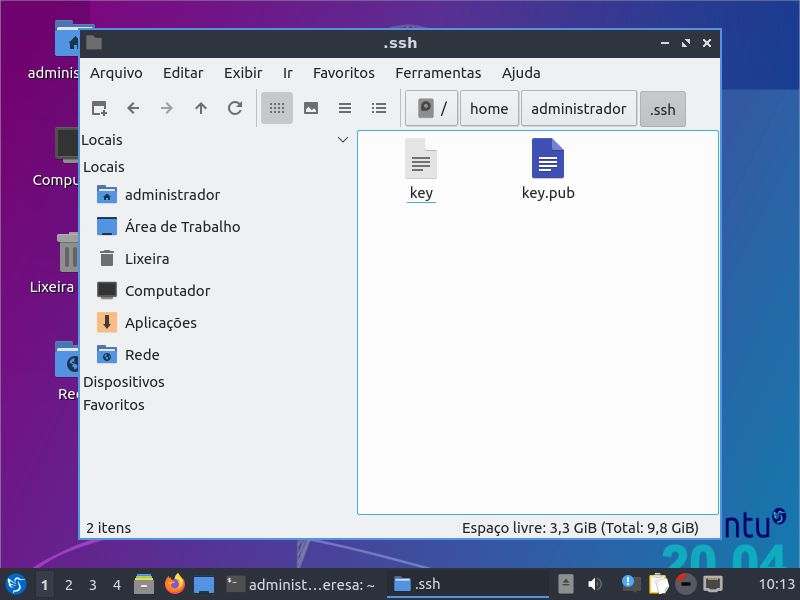 .ssh
Arquivo Editar Exibir Ir Favoritos Ferramentas Ajuda
/ home administrador .ssh
Locais
Locais
administrador
Área de Trabalho
Lixeira
Computador
Aplicações
Rede
Dispositivos
Favoritos
key key.pub
2 itens Espaço livre: 3,3 GiB (Total: 9,8 GiB)
adminis
Compu
Lixeira
Re
ntu
20.04
1 2 3 4 administ...eresa: ~ .ssh 10:13